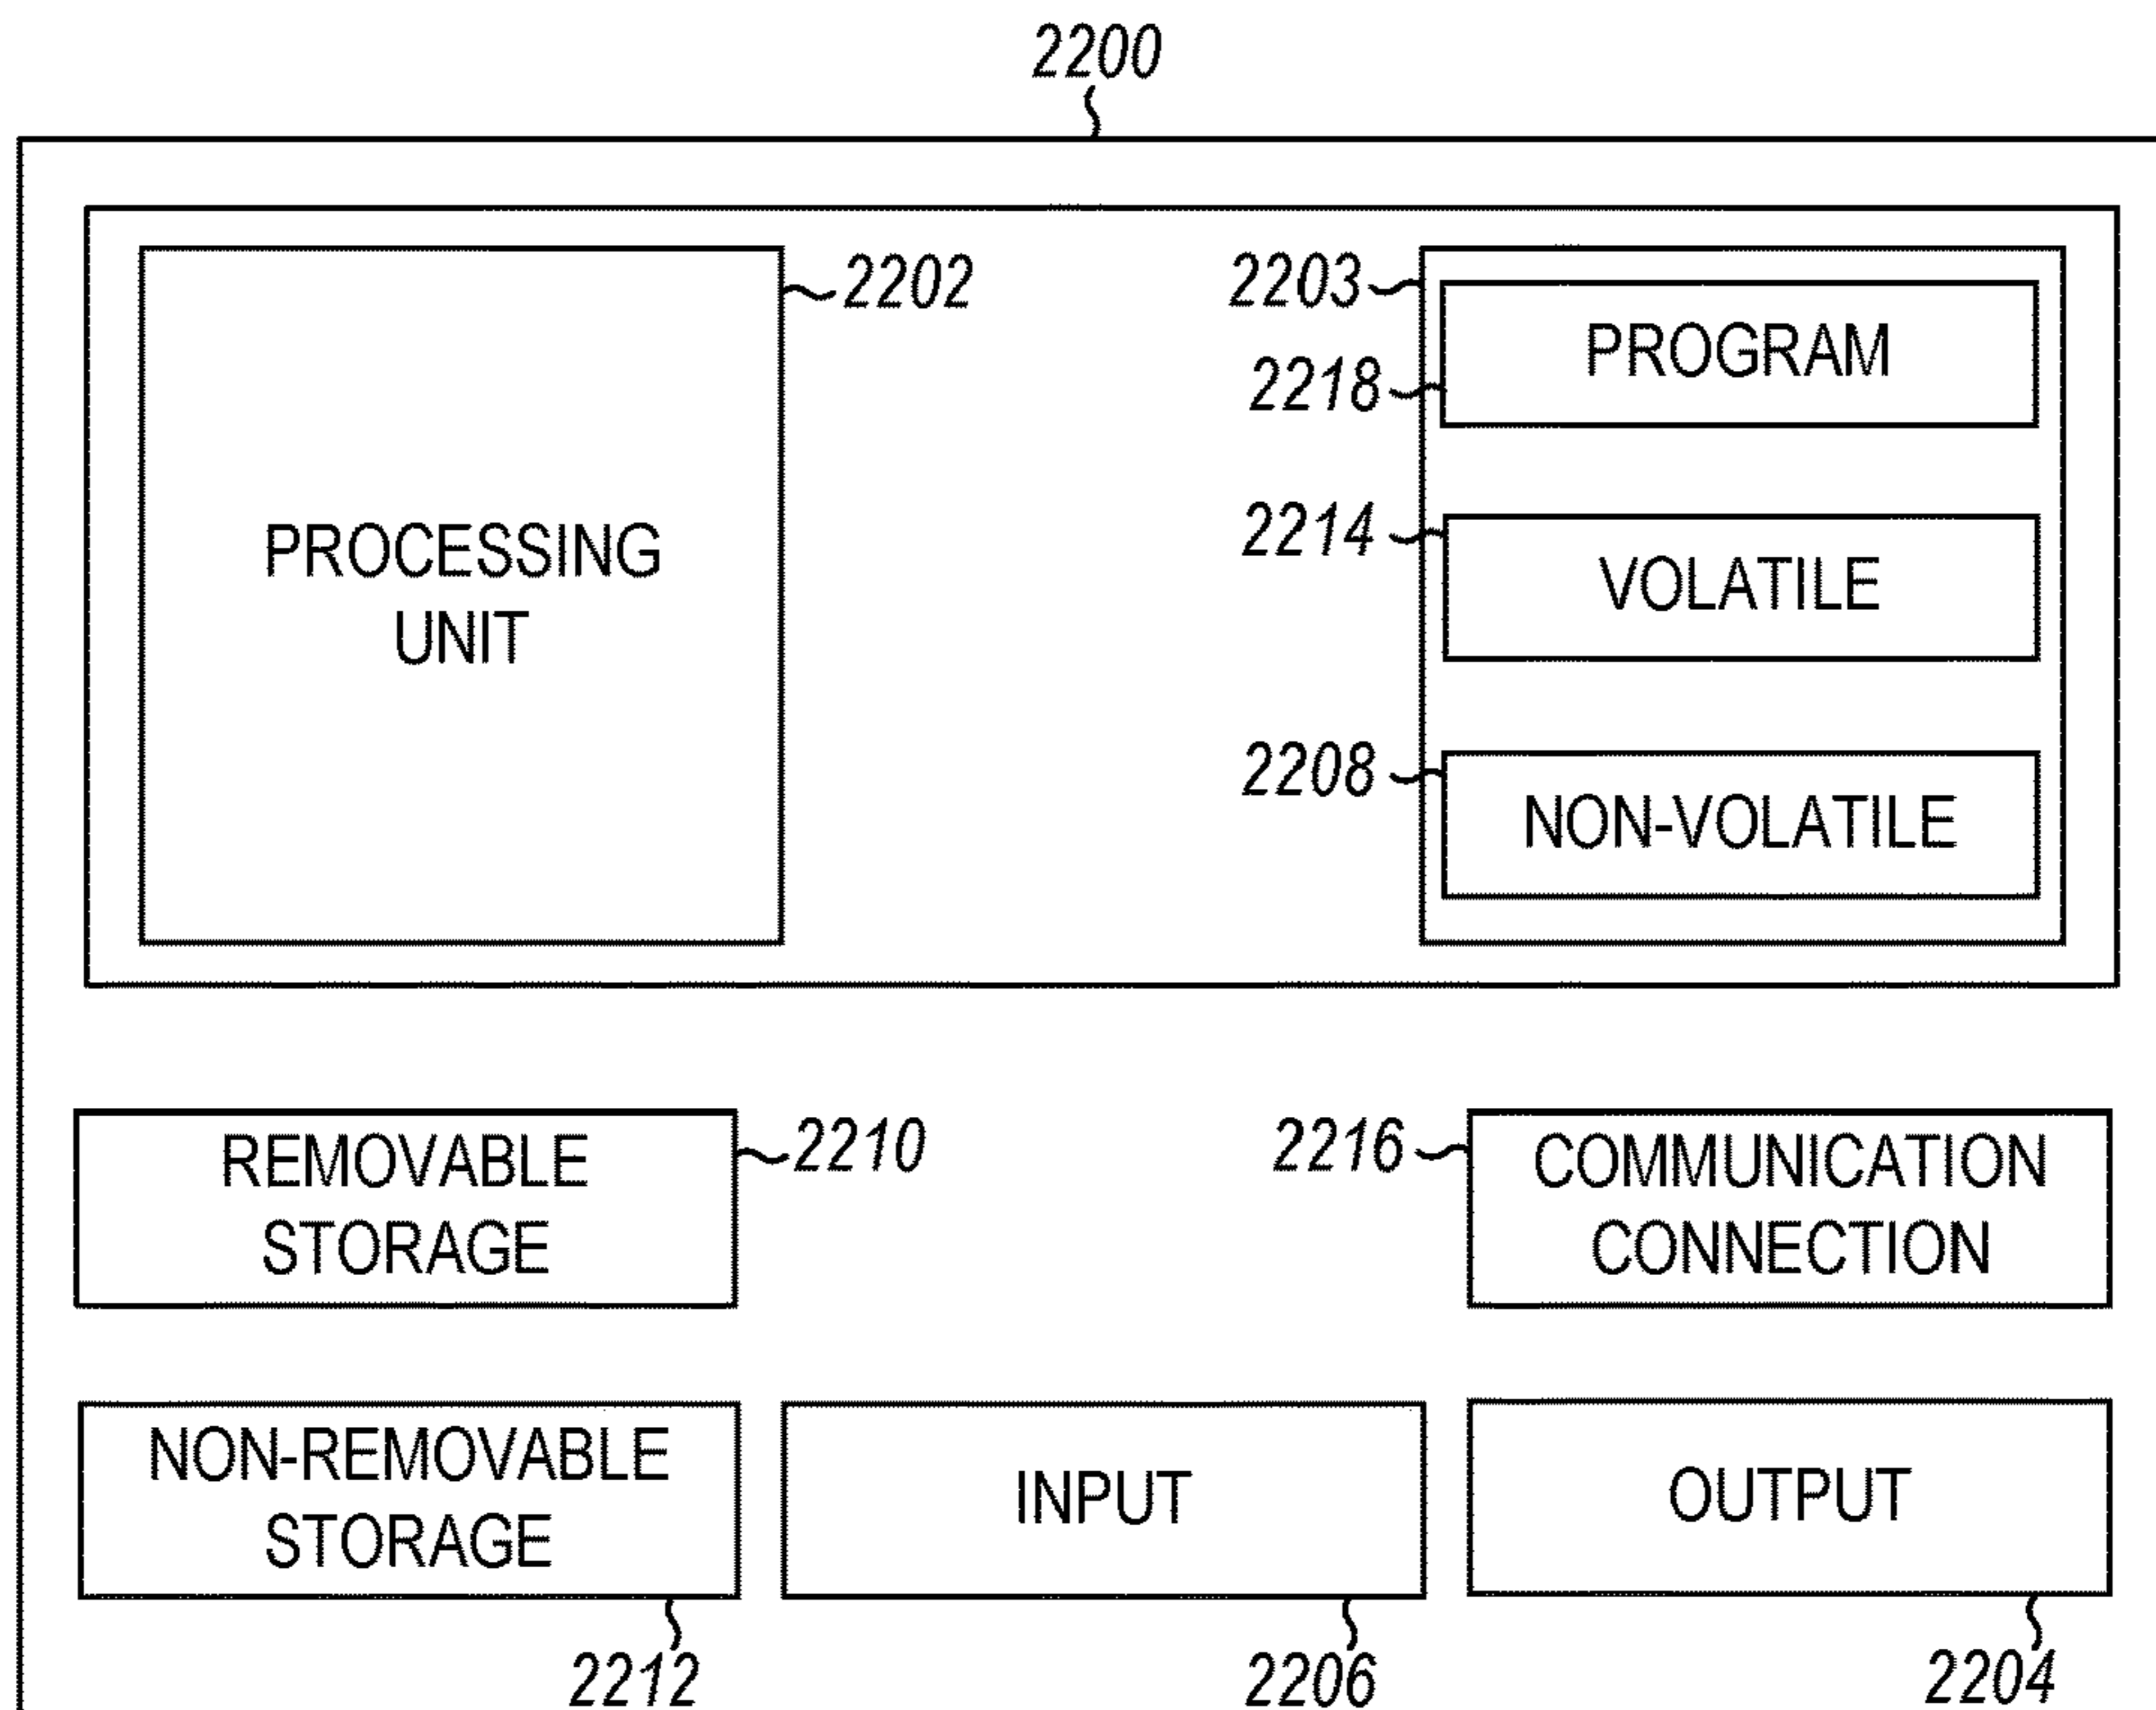 2200
2202
2203
PROGRAM
2218
PROCESSING
UNIT
2214
VOLATILE
2208
NON-VOLATILE
REMOVABLE
STORAGE
2210
2216
COMMUNICATION
CONNECTION
NON-REMOVABLE
STORAGE
INPUT
OUTPUT
2212
2206
2204